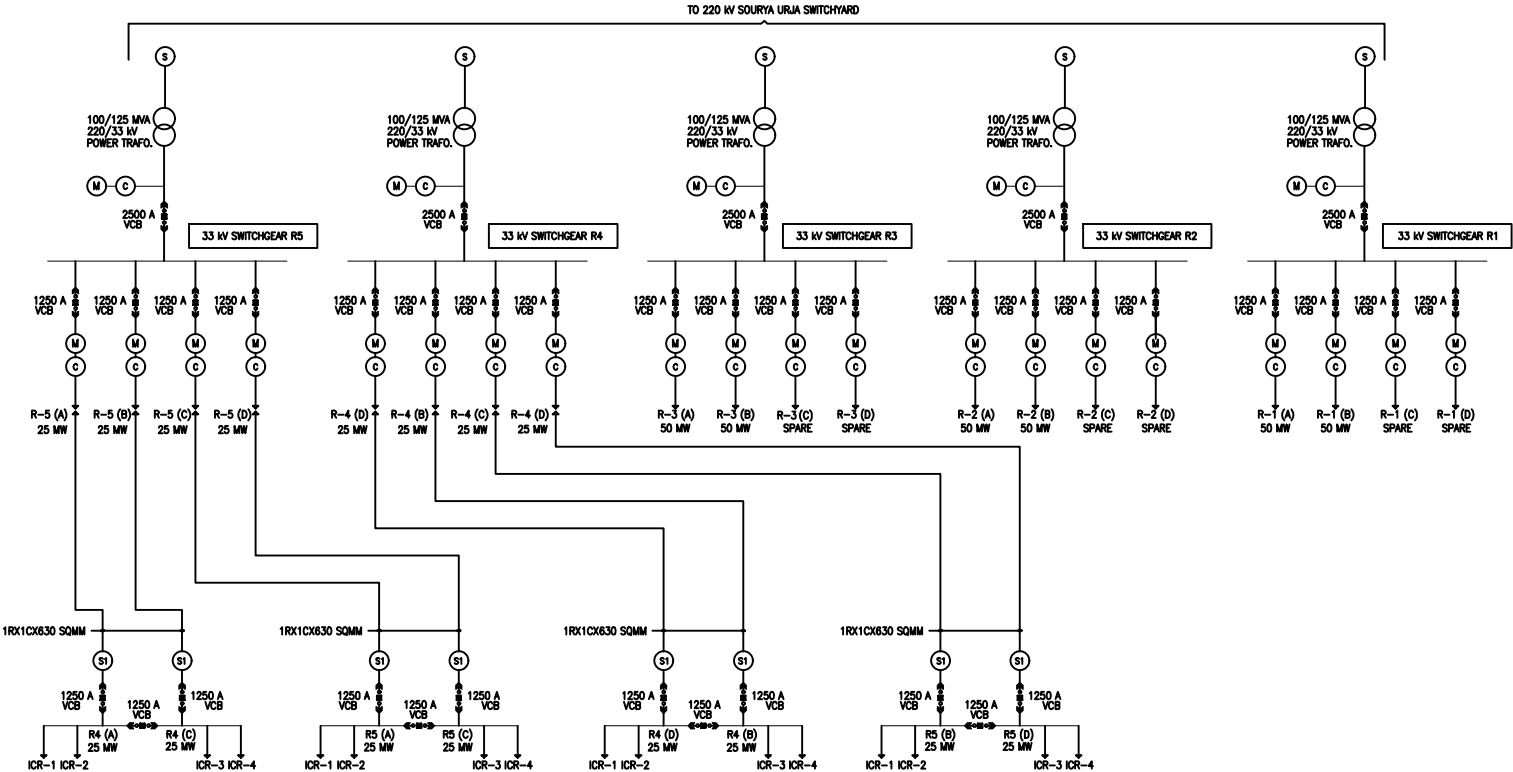 TO 220 kV SOURYA URJA SWITCHYARD
S
S
S
S
S
100/125 MVA
220/33 kV
POWER TRAFO.
100/125 MVA
220/33 kV
POWER TRAFO.
100/125 MVA
220/33 kV
POWER TRAFO.
100/125 MVA
220/33 kV
POWER TRAFO.
100/125 MVA
220/33 kV
POWER TRAFO.
M C
M C
M C
M C
M C
2500 A
VCB
2500 A
VCB
2500 A
VCB
2500 A
VCB
2500 A
VCB
33 kV SWITCHGEAR R5
33 kV SWITCHGEAR R4
33 kV SWITCHGEAR R3
33 kV SWITCHGEAR R2
33 kV SWITCHGEAR R1
1250 A
VCB
1250 A
VCB
1250 A
VCB
1250 A
VCB
1250 A
VCB
1250 A
VCB
1250 A
VCB
1250 A
VCB
1250 A
VCB
1250 A
VCB
1250 A
VCB
1250 A
VCB
1250 A
VCB
1250 A
VCB
1250 A
VCB
1250 A
VCB
1250 A
VCB
1250 A
VCB
1250 A
VCB
1250 A
VCB
M M M M M M M M M M M M M M M M M M M M
C C C C C C C C C C C C C C C C C C C C
R-5 (A)
25 MW
R-5 (B)
25 MW
R-5 (C)
25 MW
R-5 (D)
25 MW
R-4 (D)
25 MW
R-4 (B)
25 MW
R-4 (C)
25 MW
R-4 (D)
25 MW
R-3 (A)
50 MW
R-3 (B)
50 MW
R-3 (C)
SPARE
R-3 (D)
SPARE
R-2 (A)
50 MW
R-2 (B)
50 MW
R-2 (C)
SPARE
R-2 (D)
SPARE
R-1 (A)
50 MW
R-1 (B)
50 MW
R-1 (C)
SPARE
R-1 (D)
SPARE
1RX1CX630 SQMM
1RX1CX630 SQMM
1RX1CX630 SQMM
1RX1CX630 SQMM
S1 S1 S1 S1 S1 S1 S1 S1
1250 A
VCB
1250 A
VCB
1250 A
VCB
R4 (A)
25 MW
R4 (C)
25 MW
ICR-1 ICR-2
ICR-3 ICR-4
1250 A
VCB
1250 A
VCB
1250 A
VCB
R5 (A)
25 MW
R5 (C)
25 MW
ICR-1 ICR-2
ICR-3 ICR-4
1250 A
VCB
1250 A
VCB
1250 A
VCB
R4 (D)
25 MW
R4 (B)
25 MW
ICR-1 ICR-2
ICR-3 ICR-4
1250 A
VCB
1250 A
VCB
1250 A
VCB
R5 (B)
25 MW
R5 (D)
25 MW
ICR-1 ICR-2
ICR-3 ICR-4